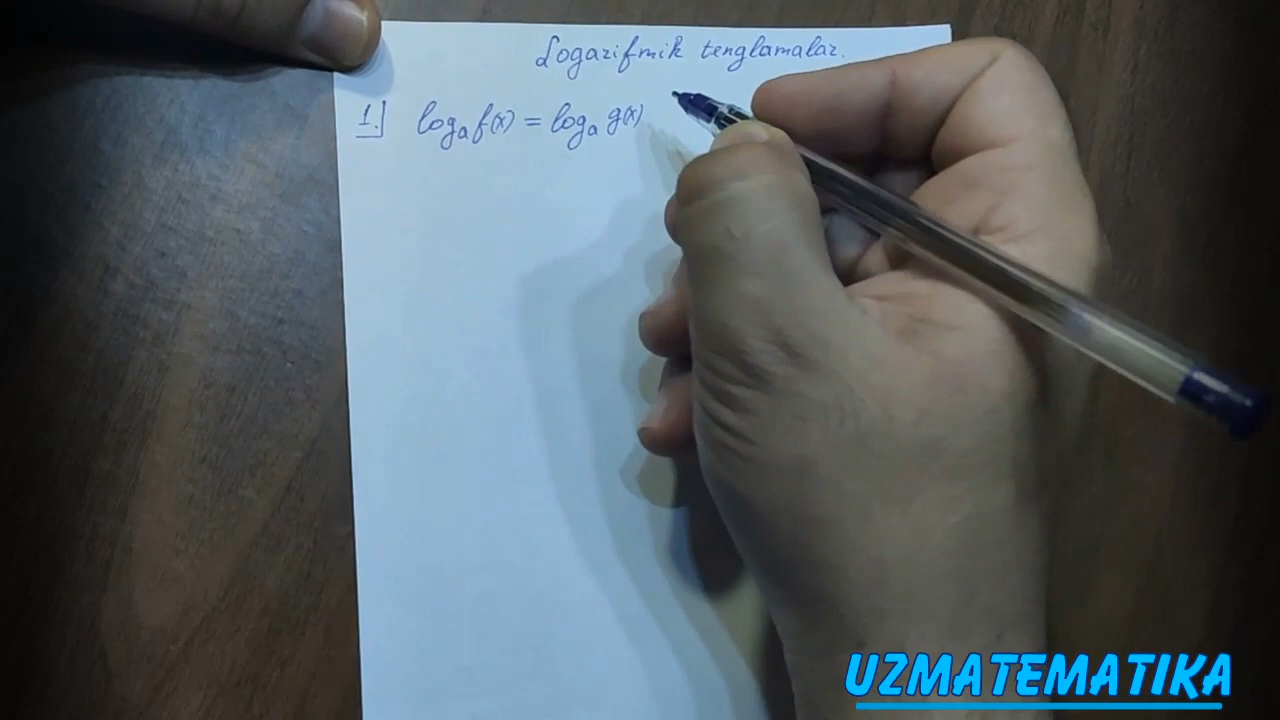 Logarifmik tenglamalar.
1.] logₐf(x) = logₐ g(x)
UZMATEMATIKA